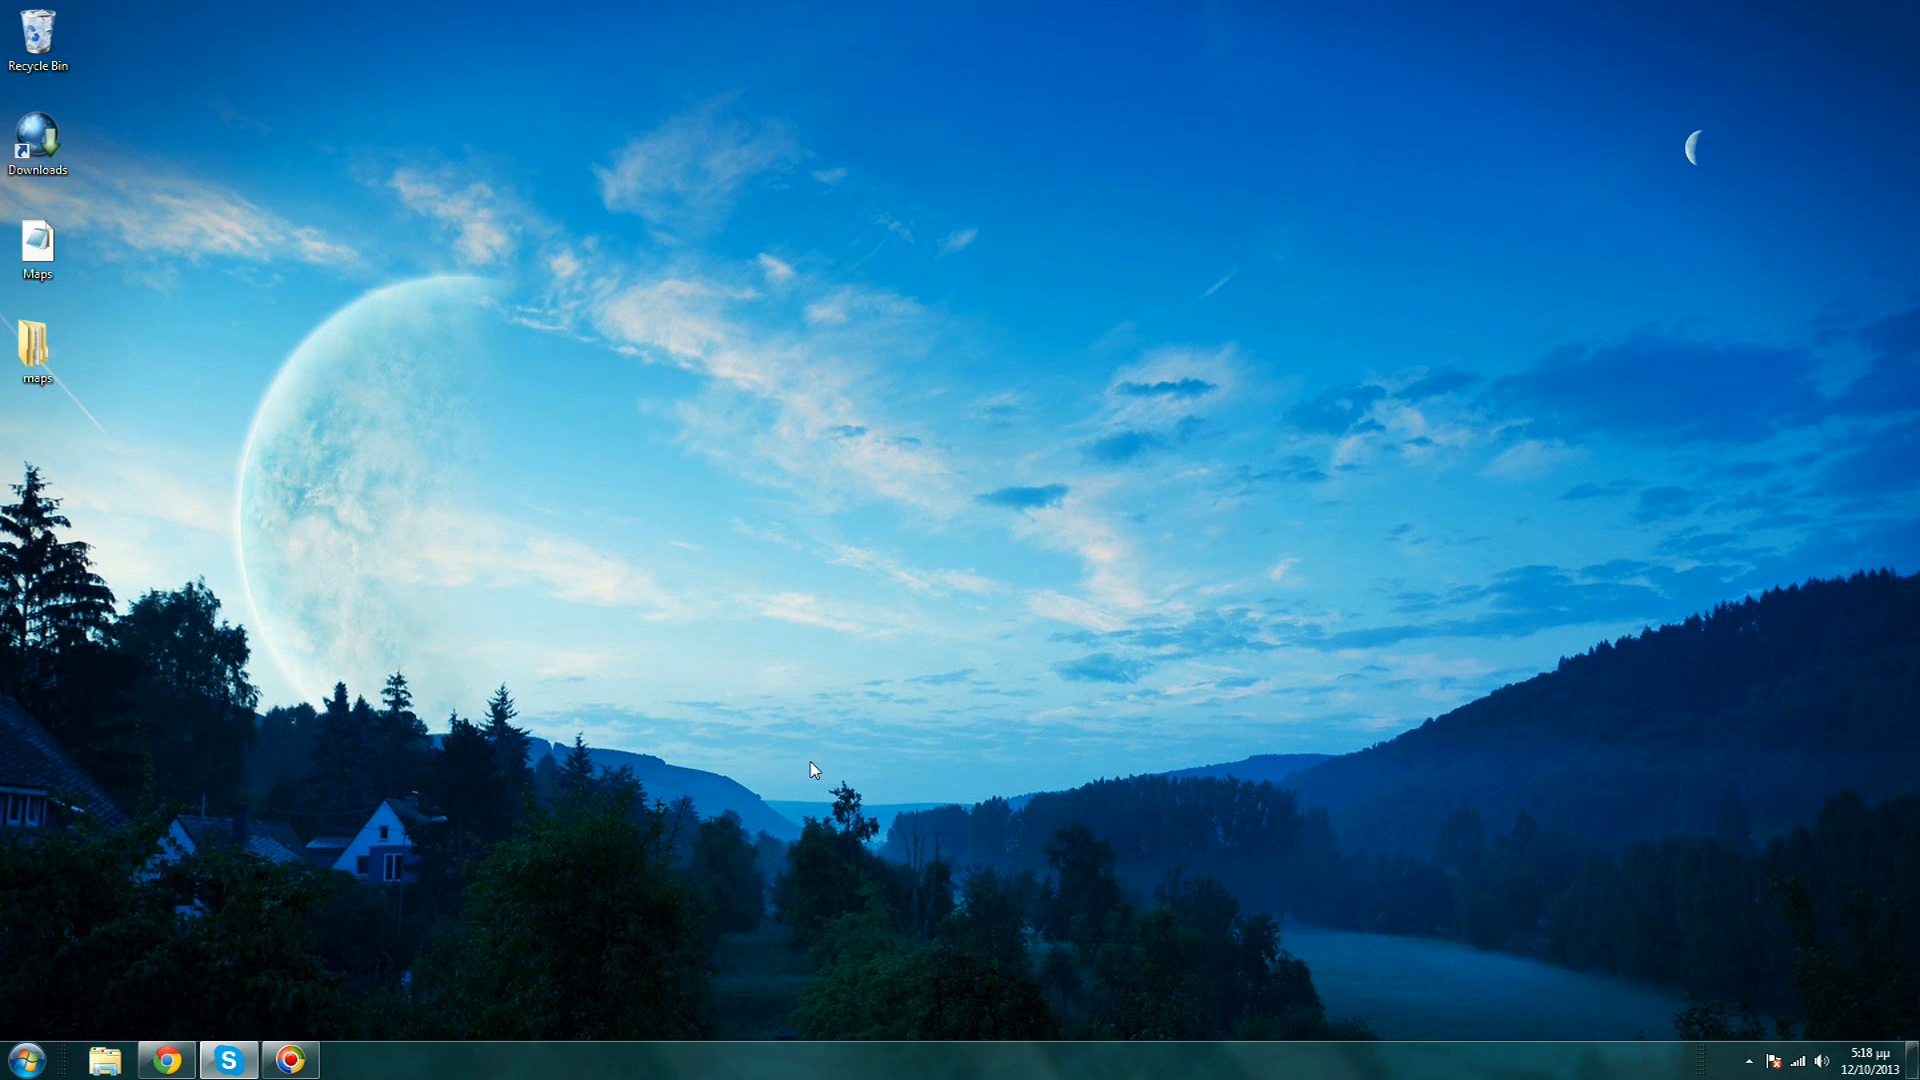 Recycle Bin
Downloads
Maps
maps
S
5:18 μμ
12/10/2013